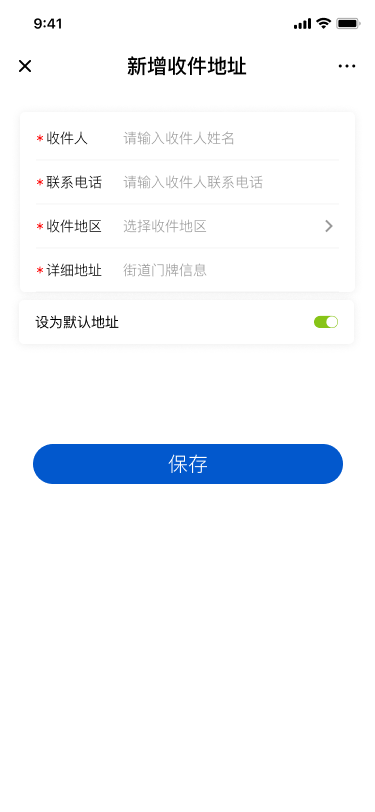 9:41
新增收件地址
*收件人 请输入收件人姓名
*联系电话 请输入收件人联系电话
*收件地区 选择收件地区
*详细地址 街道门牌信息
设为默认地址
保存